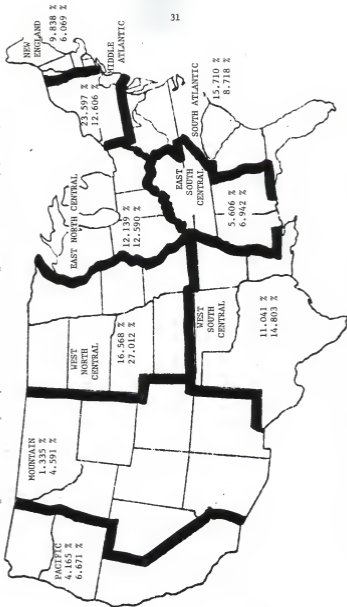 PACIFIC
4.165 %
6.671 %
MOUNTAIN
1.335 %
4.591 %
WEST
NORTH
CENTRAL
16.568 %
27.012 %
WEST
SOUTH
CENTRAL
11.041 %
14.803 %
EAST NORTH CENTRAL
12.139 %
12.590 %
EAST
SOUTH
CENTRAL
5.606 %
6.942 %
SOUTH ATLANTIC
15.710 %
8.718 %
MIDDLE
ATLANTIC
23.597 %
12.606 %
NEW
ENGLAND
9.838 %
6.069 %
31